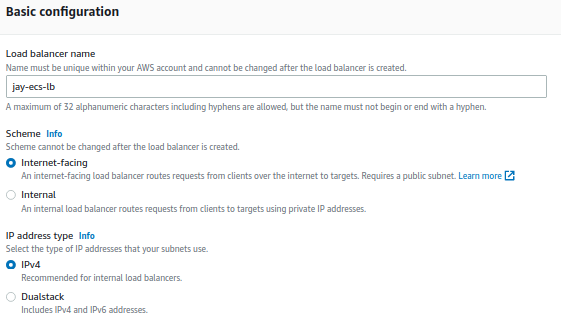 Basic configuration
Load balancer name
Name must be unique within your AWS account and cannot be changed after the load balancer is created.
jay-ecs-lb
A maximum of 32 alphanumeric characters including hyphens are allowed, but the name must not begin or end with a hyphen.
Scheme Info
Scheme cannot be changed after the load balancer is created.
Internet-facing
An internet-facing load balancer routes requests from clients over the internet to targets. Requires a public subnet. Learn more
Internal
An internal load balancer routes requests from clients to targets using private IP addresses.
IP address type Info
Select the type of IP addresses that your subnets use.
IPv4
Recommended for internal load balancers.
Dualstack
Includes IPv4 and IPv6 addresses.